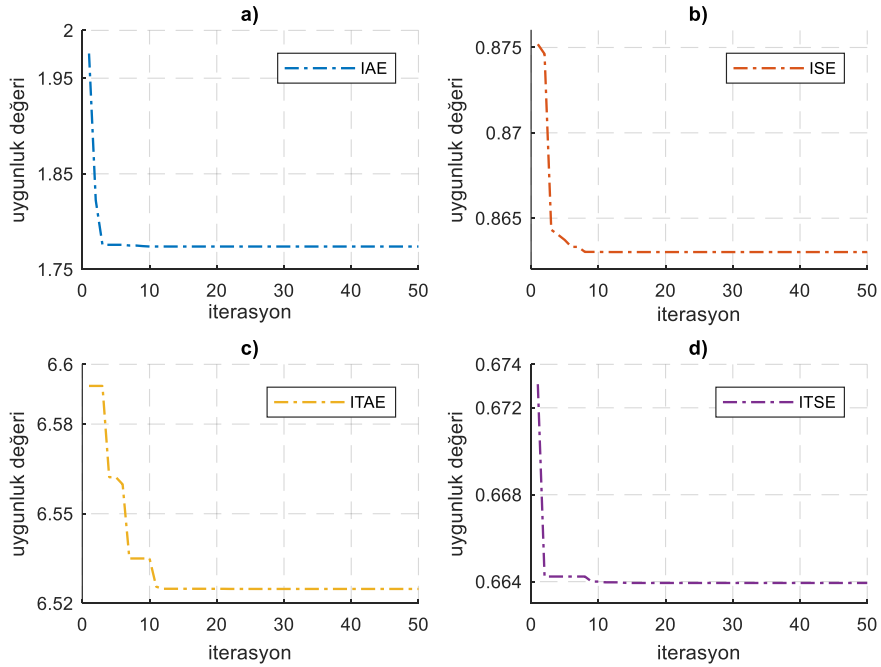 a)
2
1.95
1.85
1.75
uygunluk değeri
IAE
0 10 20 30 40 50
iterasyon
b)
0.875
0.87
0.865
uygunluk değeri
ISE
0 10 20 30 40 50
iterasyon
c)
6.6
6.58
6.55
6.52
uygunluk değeri
ITAE
0 10 20 30 40 50
iterasyon
d)
0.674
0.672
0.668
0.664
uygunluk değeri
ITSE
0 10 20 30 40 50
iterasyon